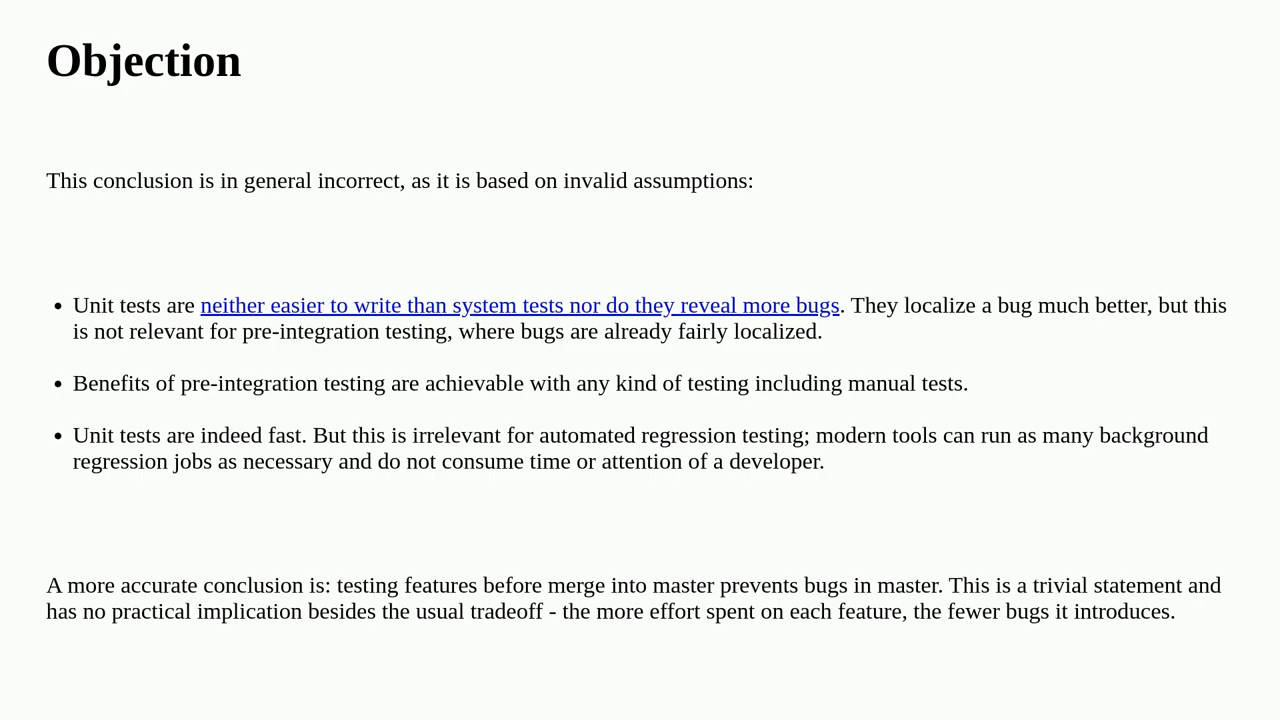 Objection
This conclusion is in general incorrect, as it is based on invalid assumptions:
• Unit tests are neither easier to write than system tests nor do they reveal more bugs. They localize a bug much better, but this
is not relevant for pre-integration testing, where bugs are already fairly localized.
• Benefits of pre-integration testing are achievable with any kind of testing including manual tests.
• Unit tests are indeed fast. But this is irrelevant for automated regression testing; modern tools can run as many background
regression jobs as necessary and do not consume time or attention of a developer.
A more accurate conclusion is: testing features before merge into master prevents bugs in master. This is a trivial statement and
has no practical implication besides the usual tradeoff - the more effort spent on each feature, the fewer bugs it introduces.